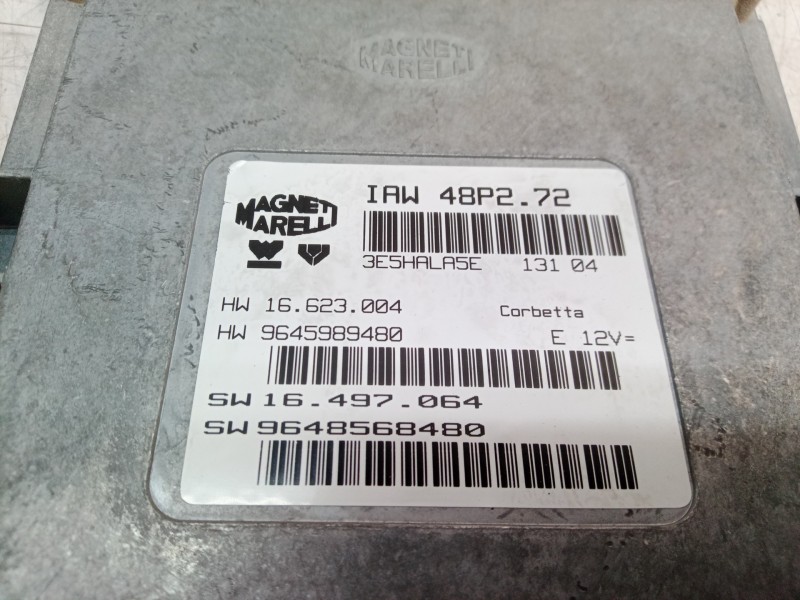 MAGNETI
MARELLI
MAGNETI
MARELLI
IAW 48P2.72
3E5HALA5E 131 04
HW 16.623.004 Corbetta
HW 9645989480 E 12V=
SW 16.497.064
SW 9648568480